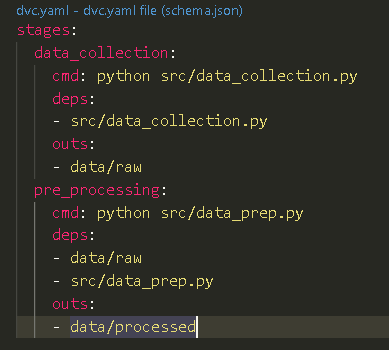 dvc.yaml - dvc.yaml file (schema.json)
stages:
  data_collection:
    cmd: python src/data_collection.py
    deps:
    - src/data_collection.py
    outs:
    - data/raw
  pre_processing:
    cmd: python src/data_prep.py
    deps:
    - data/raw
    - src/data_prep.py
    outs:
    - data/processed